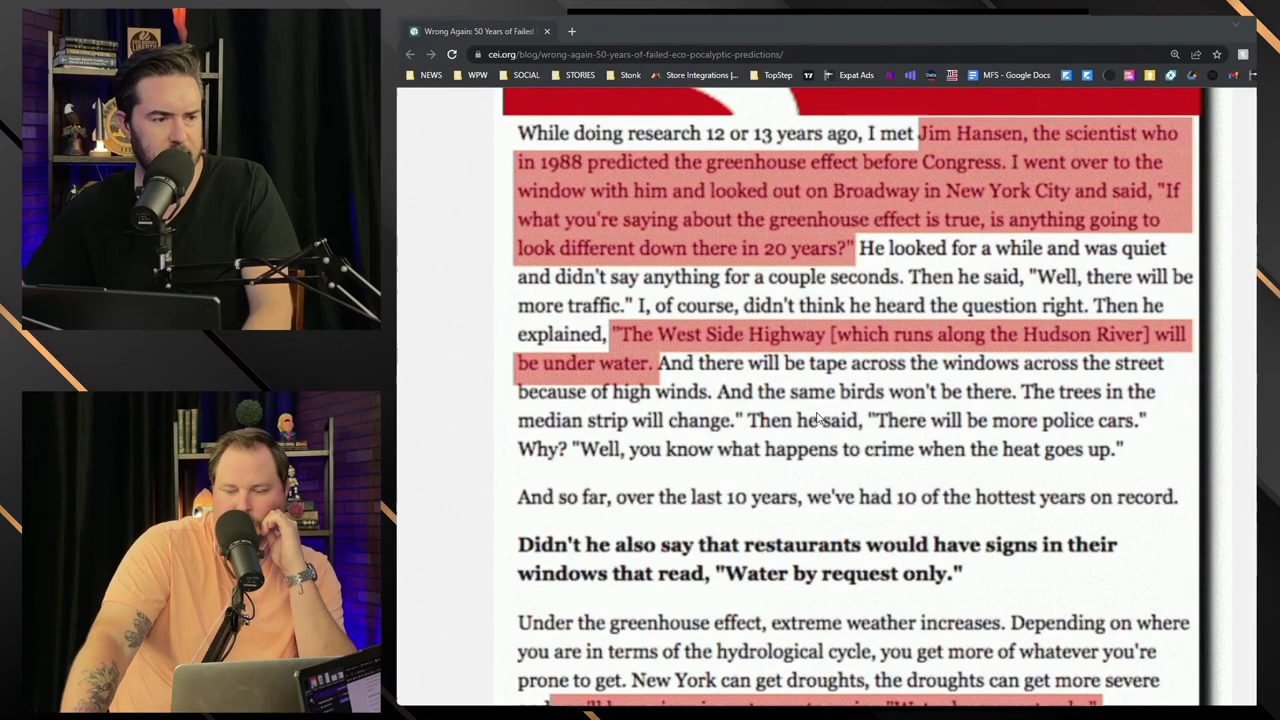 Wrong Again: 50 Years of Failed
cei.org/blog/wrong-again-50-years-of-failed-eco-pocalyptic-predictions/
NEWS WPW SOCIAL STORIES Stonk Store Integrations |... TopStep Expat Ads MFS - Google Docs
While doing research 12 or 13 years ago, I met Jim Hansen, the scientist who
in 1988 predicted the greenhouse effect before Congress. I went over to the
window with him and looked out on Broadway in New York City and said, "If
what you're saying about the greenhouse effect is true, is anything going to
look different down there in 20 years?" He looked for a while and was quiet
and didn't say anything for a couple seconds. Then he said, "Well, there will be
more traffic." I, of course, didn't think he heard the question right. Then he
explained, "The West Side Highway [which runs along the Hudson River] will
be under water. And there will be tape across the windows across the street
because of high winds. And the same birds won't be there. The trees in the
median strip will change." Then he said, "There will be more police cars."
Why? "Well, you know what happens to crime when the heat goes up."
And so far, over the last 10 years, we've had 10 of the hottest years on record.
Didn't he also say that restaurants would have signs in their
windows that read, "Water by request only."
Under the greenhouse effect, extreme weather increases. Depending on where
you are in terms of the hydrological cycle, you get more of whatever you're
prone to get. New York can get droughts, the droughts can get more severe